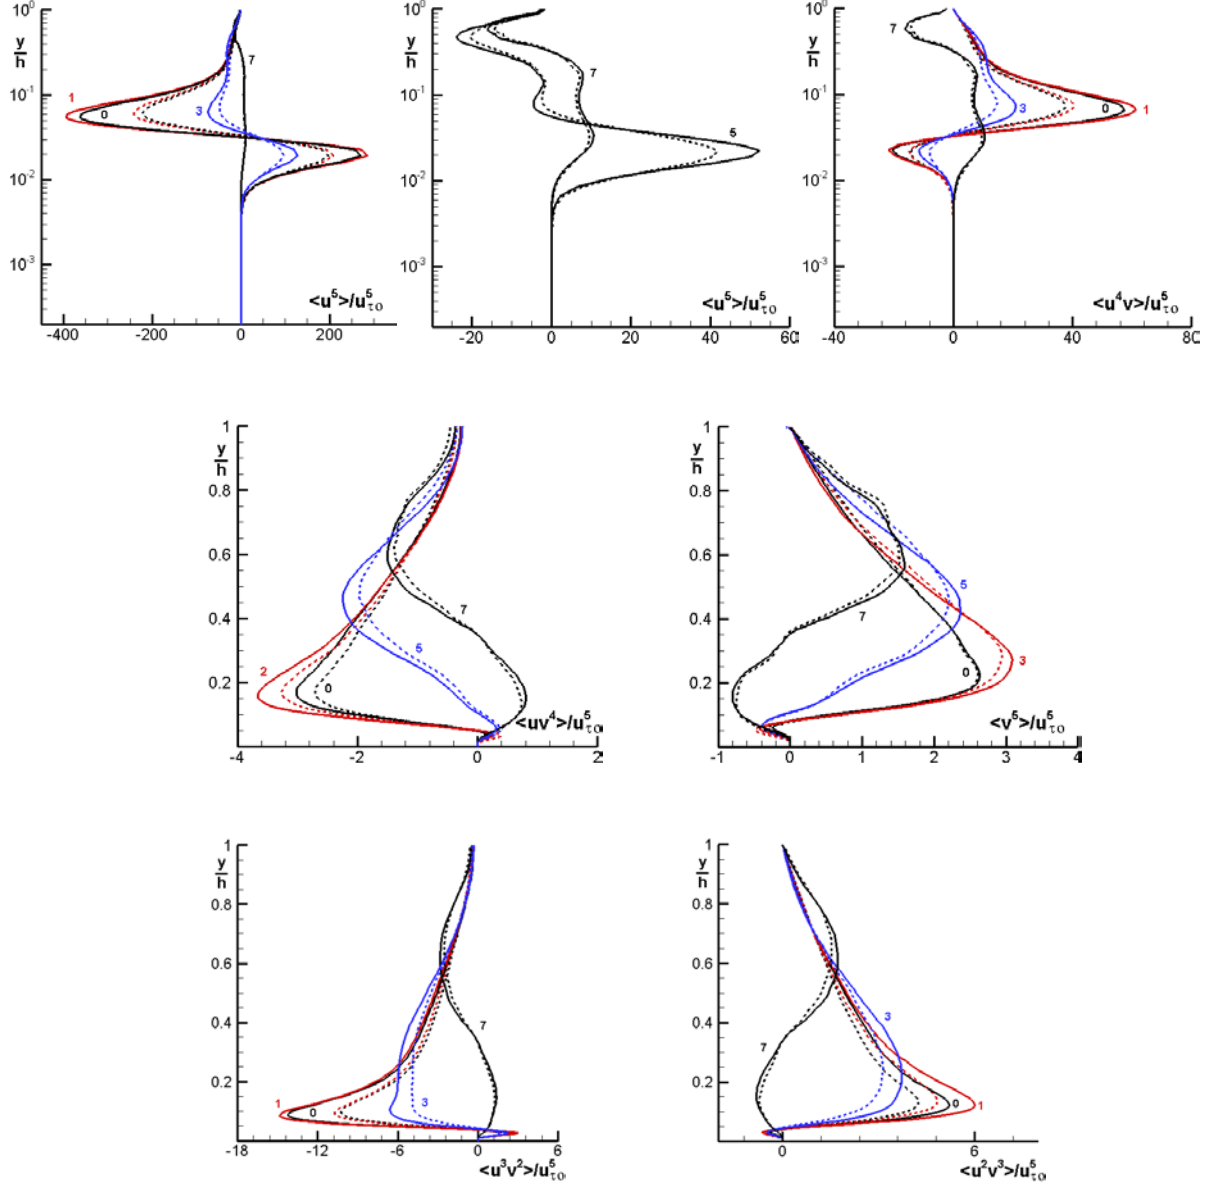 10⁰ y/h 10⁻¹ 10⁻² 10⁻³
7 1 0 3
<u⁵>/u⁵τo
-400 -200 0 200
10⁰ y/h 10⁻¹ 10⁻² 10⁻³
7 5
<u⁵>/u⁵τo
-20 0 20 40 60
10⁰ y/h 10⁻¹ 10⁻² 10⁻³
7 3 0 1
<u⁴v>/u⁵τo
-40 0 40 80
1 y/h 0.8 0.6 0.4 0.2
7 5 2 0
<uv⁴>/u⁵τo
-4 -2 0 2
1 y/h 0.8 0.6 0.4 0.2
5 7 0 3
<v⁵>/u⁵τo
-1 0 1 2 3 4
1 y/h 0.8 0.6 0.4 0.2
7 1 0 3
<u³v²>/u⁵τo
-18 -12 -6 0 6
1 y/h 0.8 0.6 0.4 0.2
3 7 0 1
<u²v³>/u⁵τo
0 6